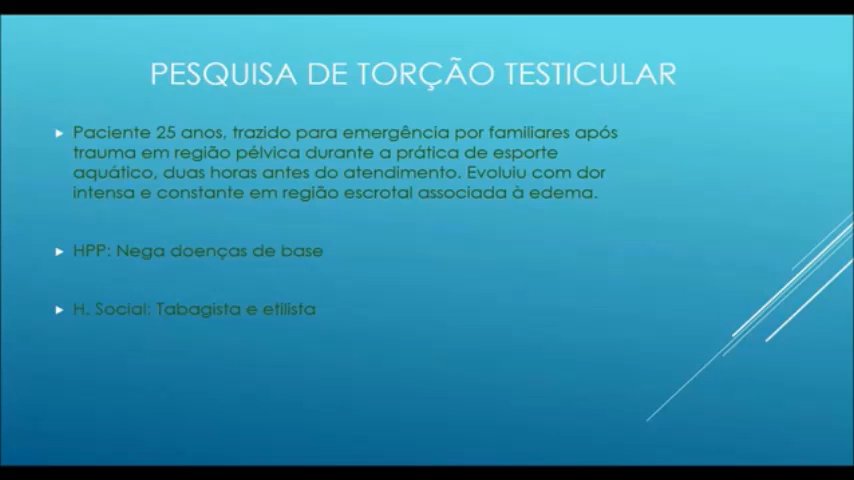 PESQUISA DE TORÇÃO TESTICULAR
Paciente 25 anos, trazido para emergência por familiares após
trauma em região pélvica durante a prática de esporte
aquático, duas horas antes do atendimento. Evoluiu com dor
intensa e constante em região escrotal associada à edema.
HPP: Nega doenças de base
H. Social: Tabagista e etilista